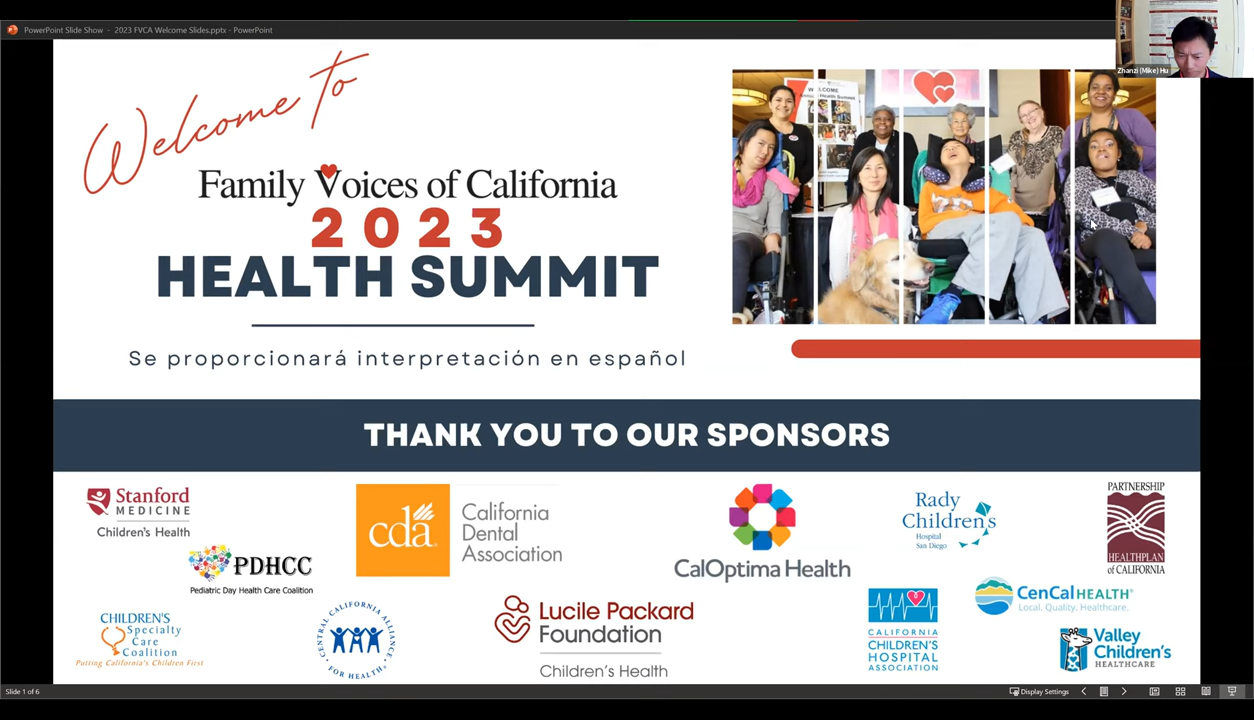 PowerPoint Slide Show - 2023 FVCA Welcome Slides.pptx - PowerPoint
Zhanzi (Mike) Hu
Welcome to
Family Voices of California
2023
HEALTH SUMMIT
Se proporcionará interpretación en español
WELCOME
Health Summit
THANK YOU TO OUR SPONSORS
Stanford
MEDICINE
Children's Health
PDHCC
Pediatric Day Health Care Coalition
cda
California
Dental
Association
CalOptima Health
Rady
Children's
Hospital
San Diego
PARTNERSHIP
HEALTHPLAN
of CALIFORNIA
CHILDREN'S
Specialty
Care
Coalition
Putting California's Children First
CENTRAL CALIFORNIA ALLIANCE
FOR HEALTH
Lucile Packard
Foundation
Children's Health
CALIFORNIA
CHILDREN'S
HOSPITAL
ASSOCIATION
CenCalHEALTH®
Local. Quality. Healthcare.
Valley
Children's
HEALTHCARE
Slide 1 of 6
Display Settings